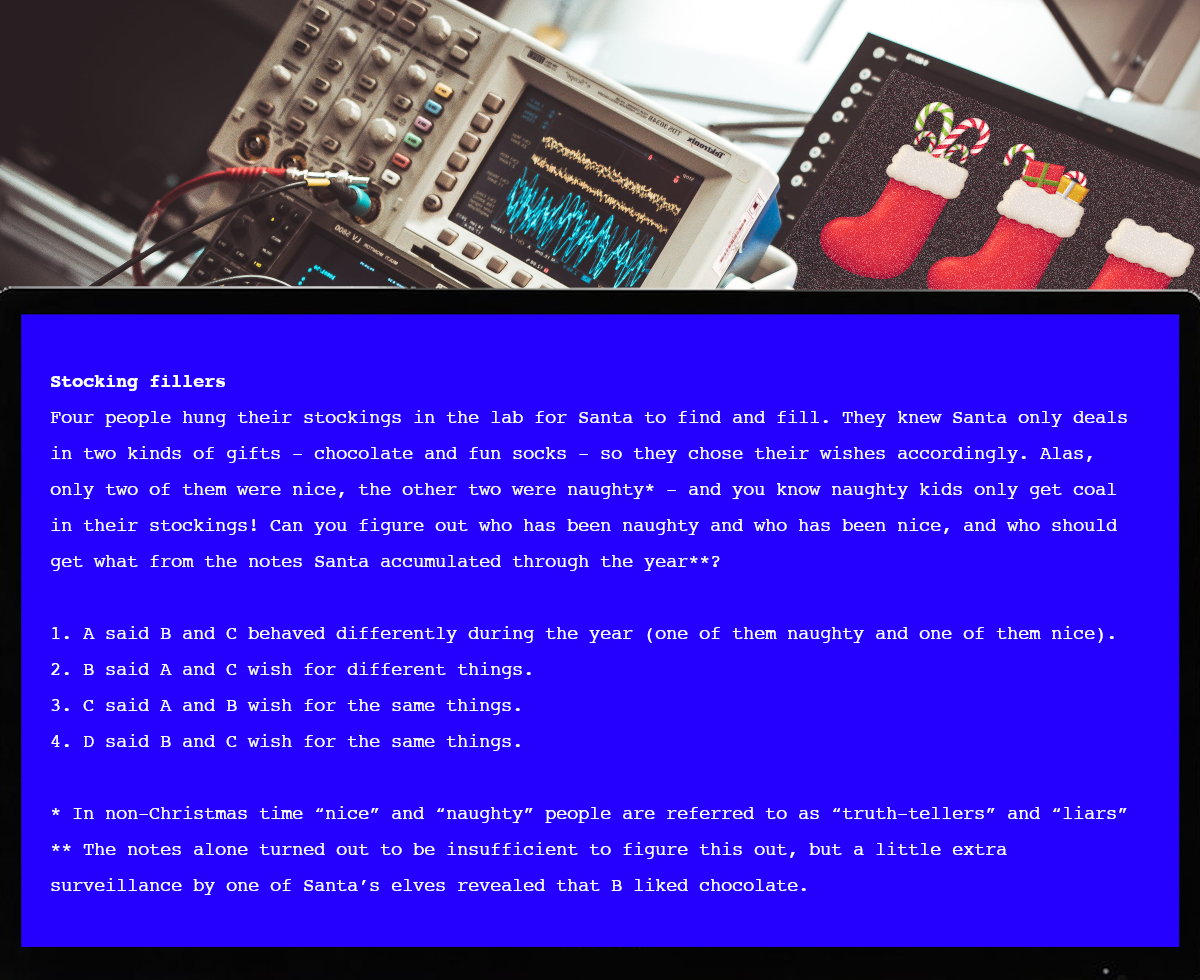 Stocking fillers
Four people hung their stockings in the lab for Santa to find and fill. They knew Santa only deals
in two kinds of gifts – chocolate and fun socks – so they chose their wishes accordingly. Alas,
only two of them were nice, the other two were naughty* – and you know naughty kids only get coal
in their stockings! Can you figure out who has been naughty and who has been nice, and who should
get what from the notes Santa accumulated through the year**?
1. A said B and C behaved differently during the year (one of them naughty and one of them nice).
2. B said A and C wish for different things.
3. C said A and B wish for the same things.
4. D said B and C wish for the same things.
* In non-Christmas time “nice” and “naughty” people are referred to as “truth-tellers” and “liars”
** The notes alone turned out to be insufficient to figure this out, but a little extra
surveillance by one of Santa’s elves revealed that B liked chocolate.